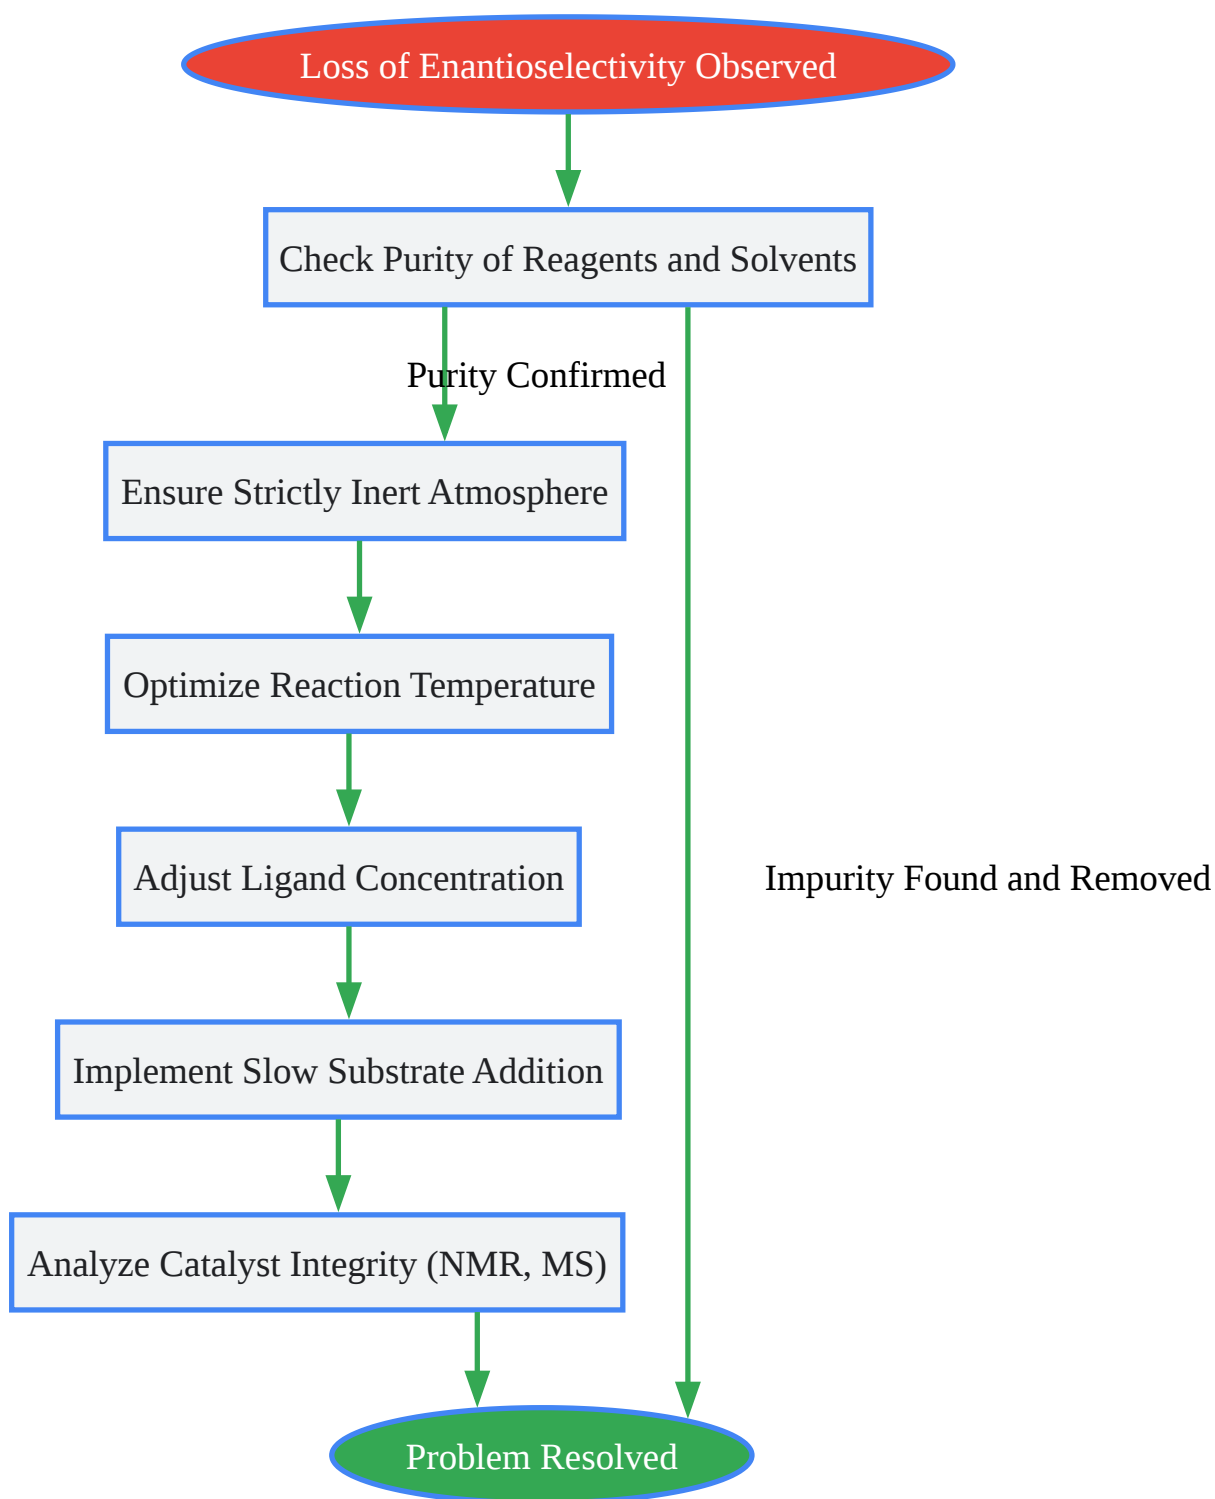 Loss of Enantioselectivity Observed
Check Purity of Reagents and Solvents
Purity Confirmed
Ensure Strictly Inert Atmosphere
Optimize Reaction Temperature
Adjust Ligand Concentration
Impurity Found and Removed
Implement Slow Substrate Addition
Analyze Catalyst Integrity (NMR, MS)
Problem Resolved